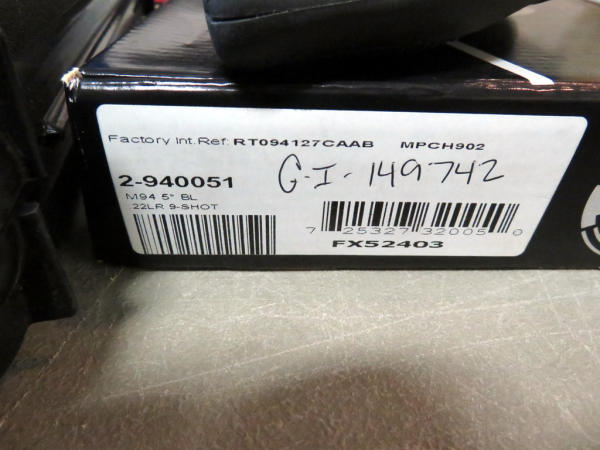 Factory Int.Ref: RT094127CAAB MPCH902
2-940051 G-I-149742
M94 5" BL
.22LR 9-SHOT
7 25327 32005 0
FX52403